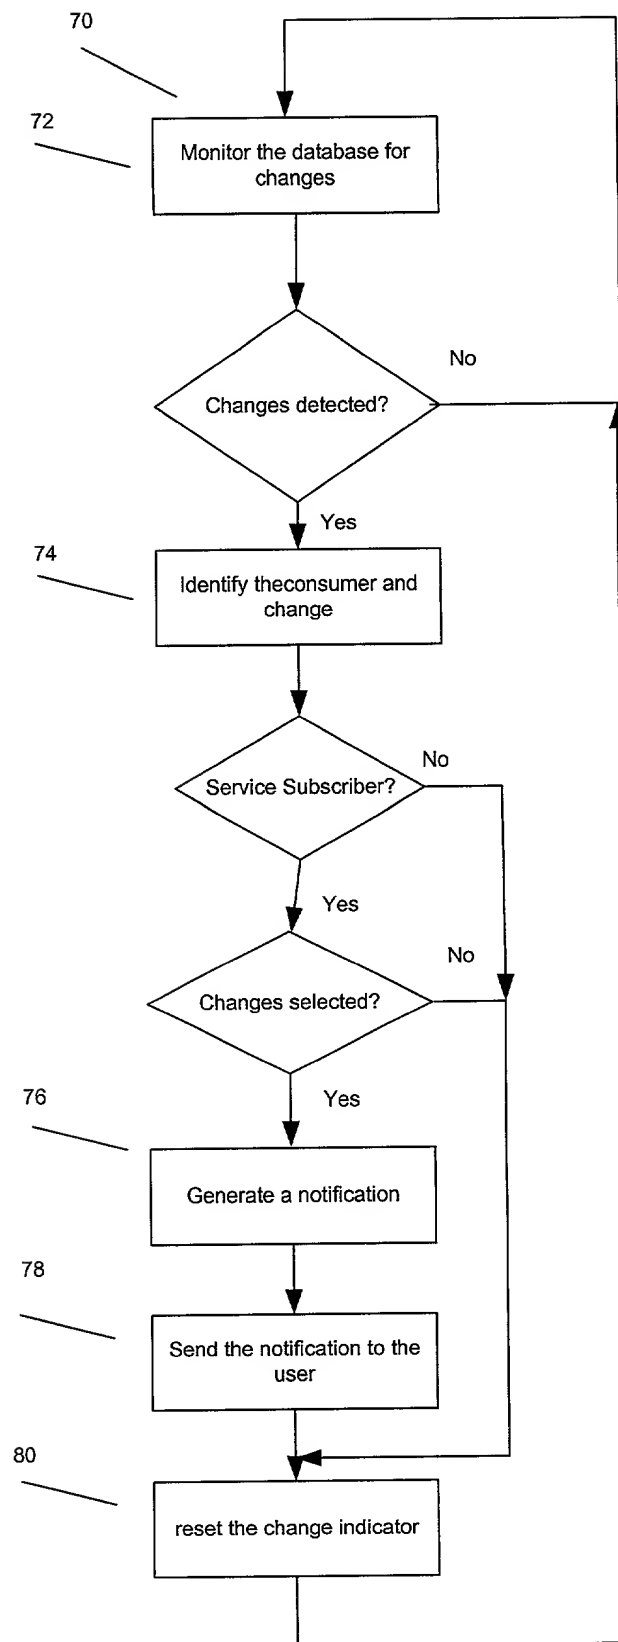 70
72
Monitor the database for
changes
No
Changes detected?
Yes
74
Identify theconsumer and
change
No
Service Subscriber?
Yes
No
Changes selected?
76
Yes
Generate a notification
78
Send the notification to the
user
80
reset the change indicator